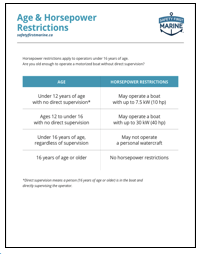 Age & Horsepower
Restrictions
safetyfirstmarine.ca
SAFETY FIRST
MARINE
Horsepower restrictions apply to operators under 16 years of age.
Are you old enough to operate a motorized boat without direct supervision?
AGE HORSEPOWER RESTRICTIONS
Under 12 years of age May operate a boat
with no direct supervision* with up to 7.5 kW (10 hp)
Ages 12 to under 16 May operate a boat
with no direct supervision with up to 30 kW (40 hp)
Under 16 years of age, May not operate
regardless of supervision a personal watercraft
16 years of age or older No horsepower restrictions
*Direct supervision means a person (16 years of age or older) is in the boat and
directly supervising the operator.